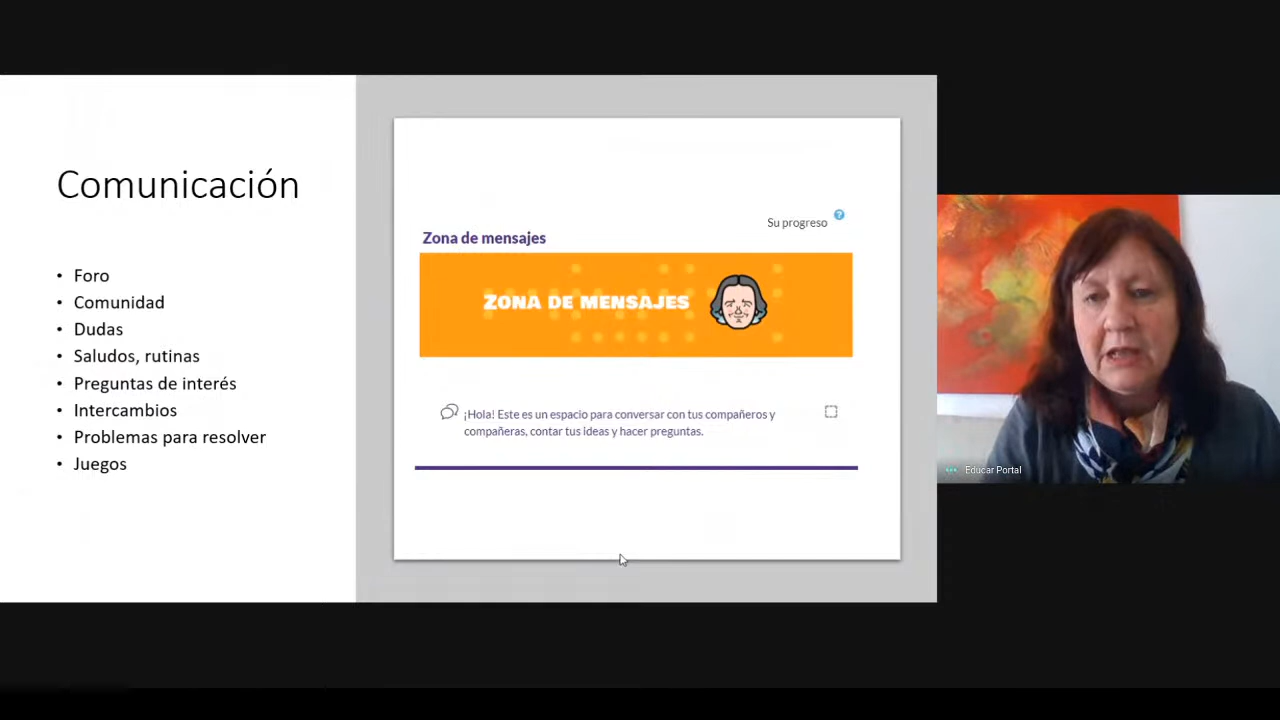 Comunicación
• Foro
• Comunidad
• Dudas
• Saludos, rutinas
• Preguntas de interés
• Intercambios
• Problemas para resolver
• Juegos
Su progreso ?
Zona de mensajes
ZONA DE MENSAJES
¡Hola! Este es un espacio para conversar con tus compañeros y
compañeras, contar tus ideas y hacer preguntas.
Educar Portal